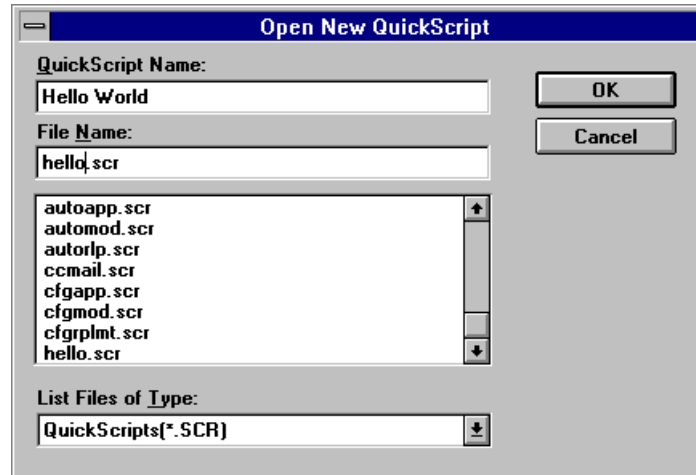 Open New QuickScript
QuickScript Name:
Hello World
OK
File Name:
Cancel
hello.scr
autoapp.scr
automod.scr
autorlp.scr
ccmail.scr
cfgapp.scr
cfgmod.scr
cfgrplmt.scr
hello.scr
List Files of Type:
QuickScripts(*.SCR)